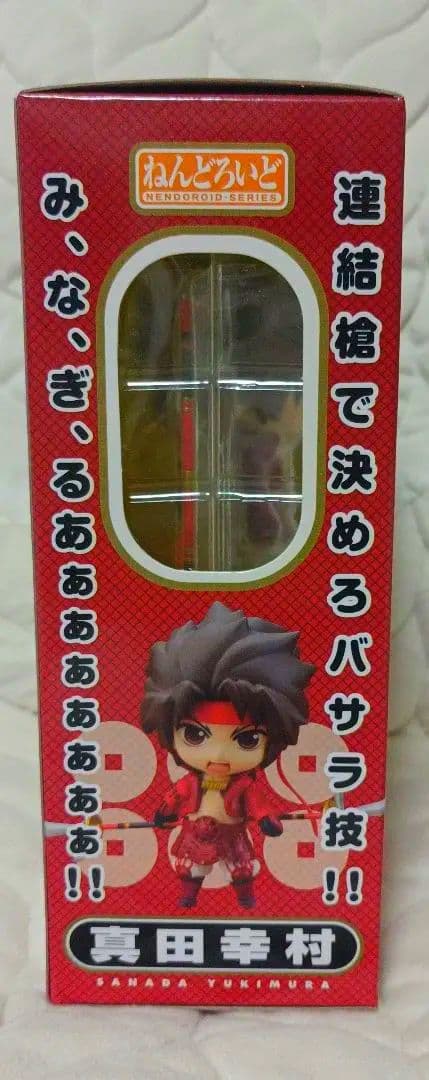 ねんどろいど
NENDOROID-SERIES
連結槍で決めろバサラ技!!
み、な、ぎ、るあぁぁぁぁぁぁぁ!!
真田幸村
SANADA YUKIMURA